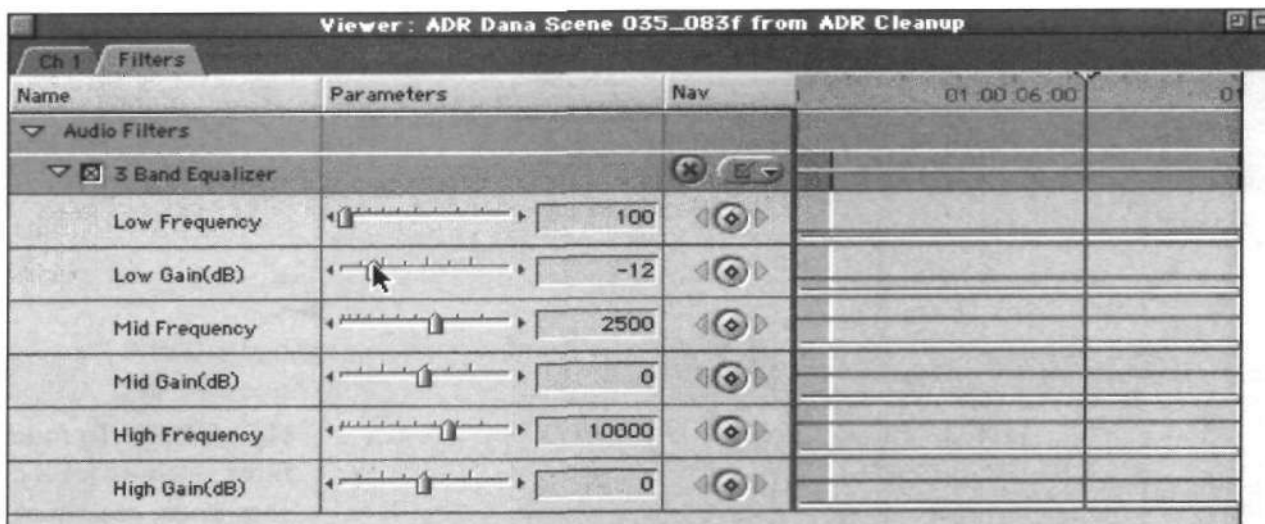 Viewer : ADR Dana Scene 035_083f from ADR Cleanup
Ch 1 Filters
Name Parameters Nav 01:00:06:00 01
Audio Filters
3 Band Equalizer
Low Frequency 100
Low Gain(dB) -12
Mid Frequency 2500
Mid Gain(dB) 0
High Frequency 10000
High Gain(dB) 0